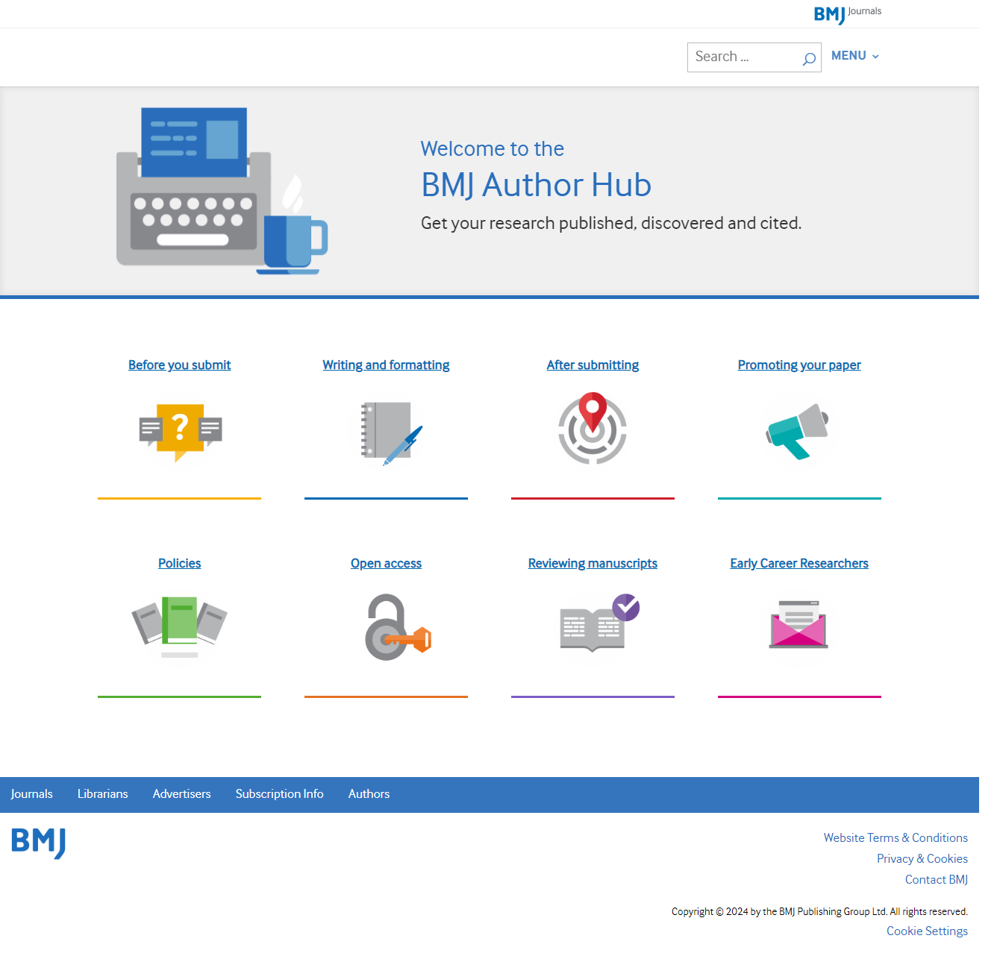 BMJ Journals
Search ...
MENU
Welcome to the
BMJ Author Hub
Get your research published, discovered and cited.
Before you submit
Writing and formatting
After submitting
Promoting your paper
?
Policies
Open access
Reviewing manuscripts
Early Career Researchers
Journals
Librarians
Advertisers
Subscription Info
Authors
BMJ
Website Terms & Conditions
Privacy & Cookies
Contact BMJ
Copyright © 2024 by the BMJ Publishing Group Ltd. All rights reserved.
Cookie Settings